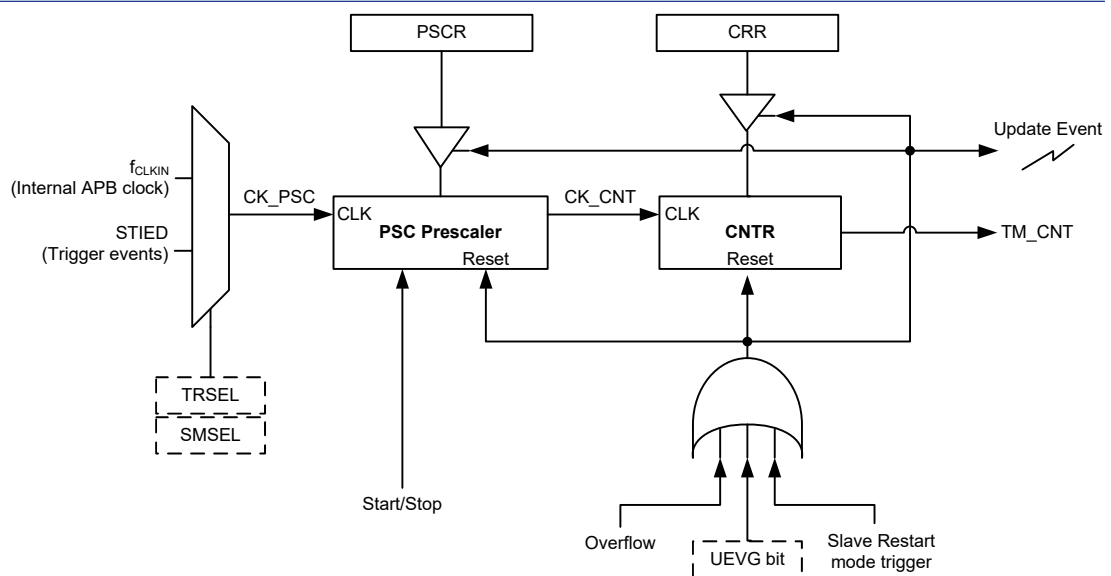 PSCR
CRR
Update Event
fCLKIN
(Internal APB clock)
CK_PSC
CK_CNT
CLK
CLK
STIED
(Trigger events)
PSC Prescaler
CNTR
TM_CNT
Reset
Reset
TRSEL
SMSEL
Start/Stop
Overflow
UEVG bit
Slave Restart
mode trigger